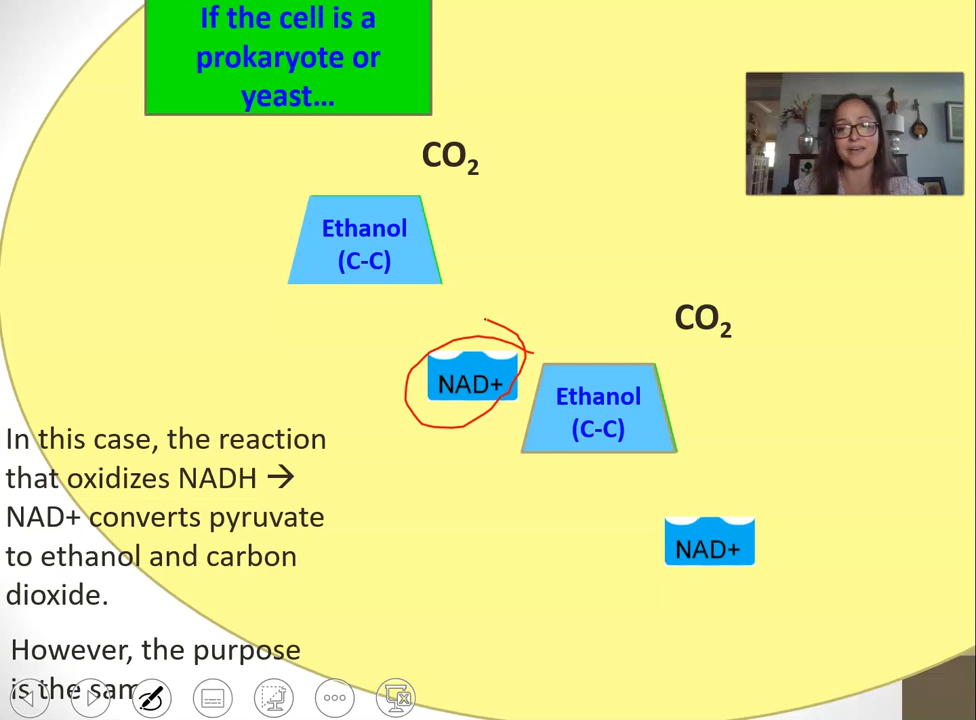 If the cell is a
prokaryote or
yeast...
CO2
Ethanol
(C-C)
CO2
NAD+
Ethanol
(C-C)
In this case, the reaction
that oxidizes NADH →
NAD+ converts pyruvate
to ethanol and carbon
dioxide.
NAD+
However, the purpose
is the sam